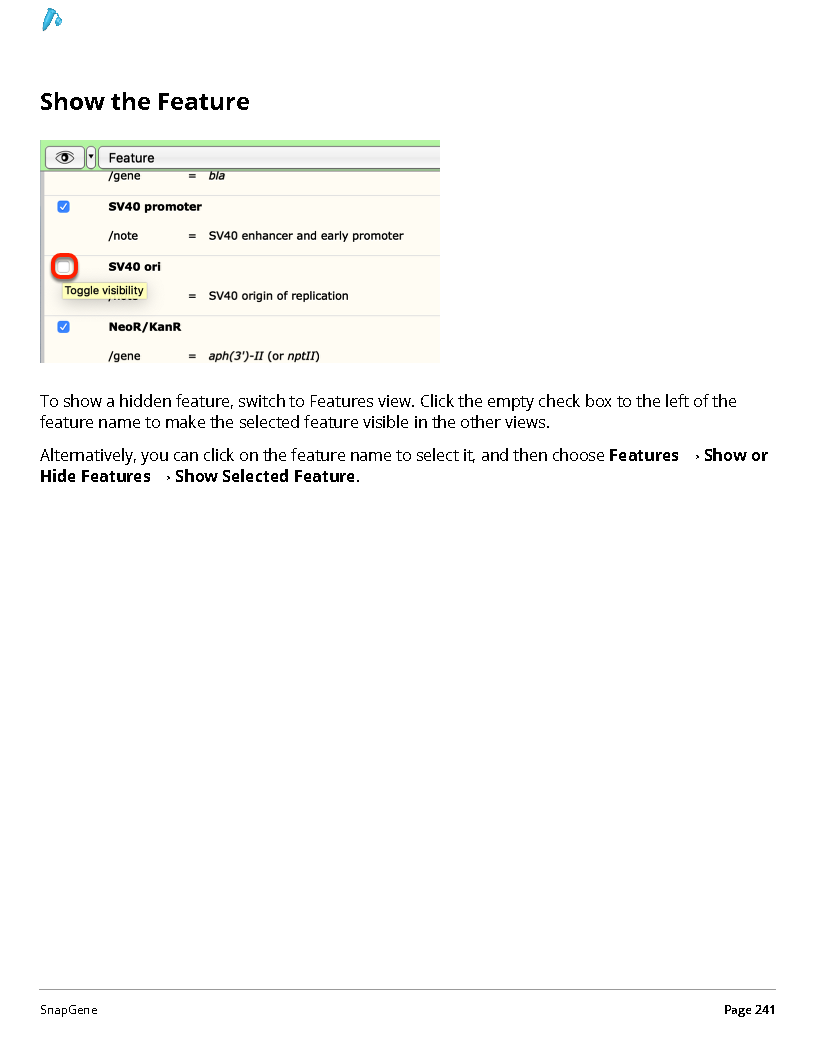 Show the Feature
Feature
/gene = bla
SV40 promoter
/note = SV40 enhancer and early promoter
SV40 ori
Toggle visibility
= SV40 origin of replication
NeoR/KanR
/gene = aph(3')-II (or nptII)
To show a hidden feature, switch to Features view. Click the empty check box to the left of the
feature name to make the selected feature visible in the other views.
Alternatively, you can click on the feature name to select it, and then choose Features → Show or
Hide Features → Show Selected Feature.
SnapGene Page 241